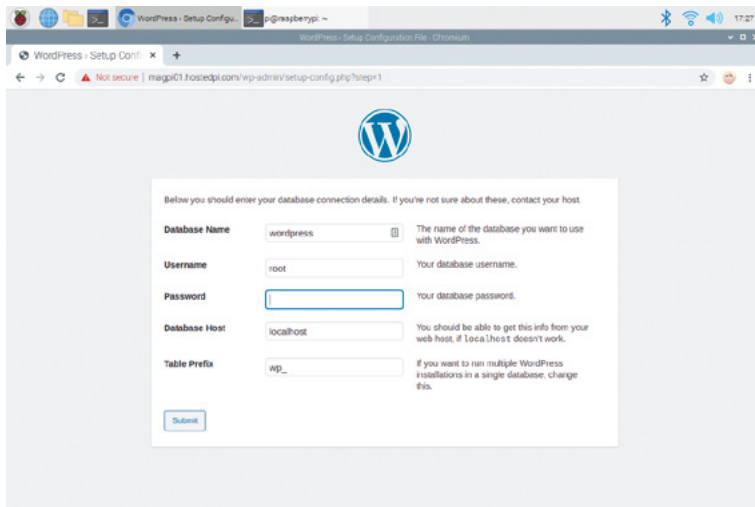 WordPress › Setup Configu..
pi@raspberrypi: ~
17:27
WordPress › Setup Configuration File - Chromium
WordPress › Setup Confi
Not secure | magpi01.hostedpi.com/wp-admin/setup-config.php?step=1
Below you should enter your database connection details. If you're not sure about these, contact your host.
Database Name
wordpress
The name of the database you want to use
with WordPress.
Username
root
Your database username.
Password
Your database password.
Database Host
localhost
You should be able to get this info from your
web host, if localhost doesn't work.
Table Prefix
wp_
If you want to run multiple WordPress
installations in a single database, change
this.
Submit